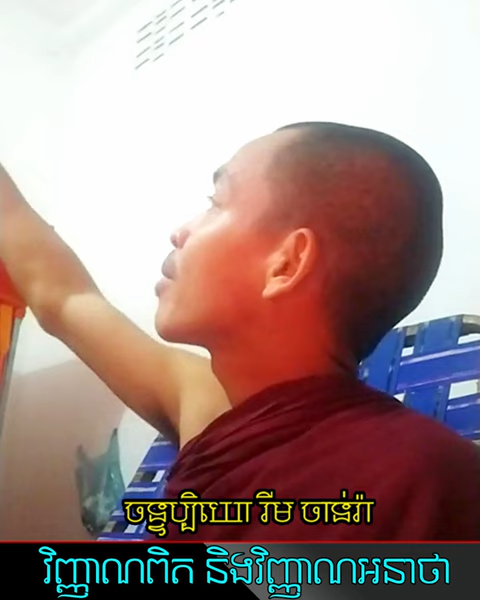 ចន្ទប្បិយោ រឹម ចាន់រ៉ា
វិញ្ញាណពិត និងវិញ្ញាណអនាថា